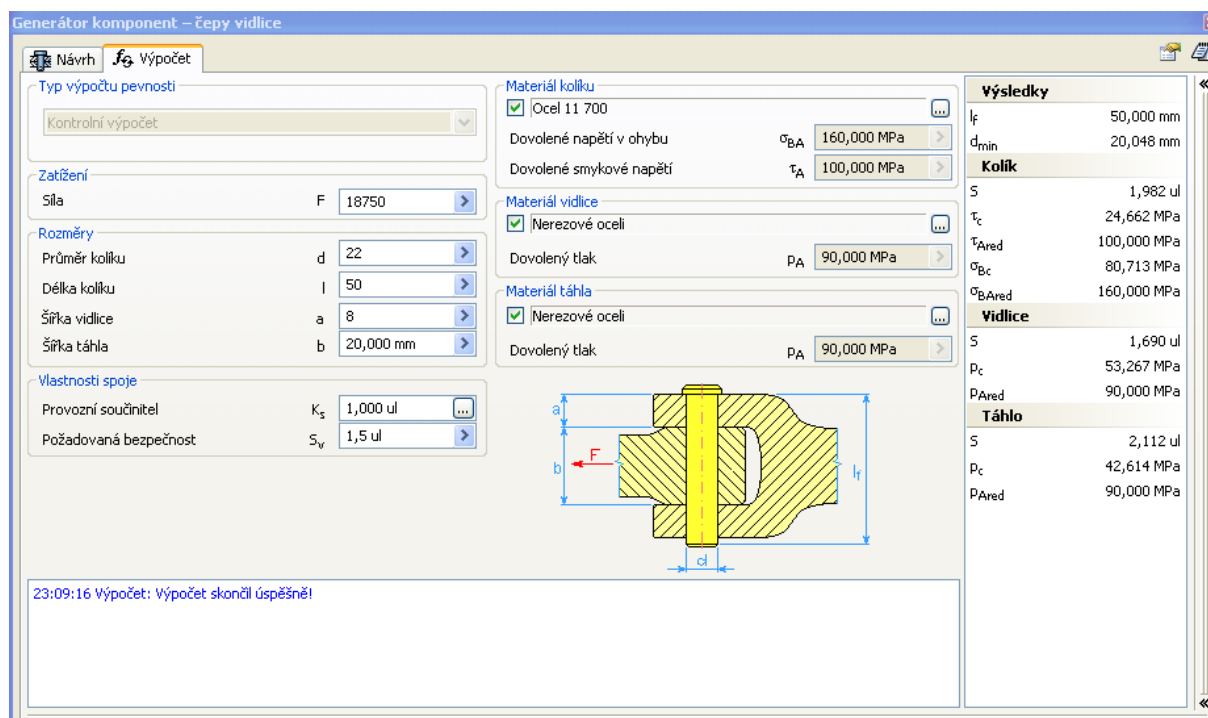 Generátor komponent – čepy vidlice
Návrh
Výpočet
Typ výpočtu pevnosti
Kontrolní výpočet
Zatížení
Síla F 18750
Rozměry
Průměr kolíku d 22
Délka kolíku l 50
Šířka vidlice a 8
Šířka táhla b 20,000 mm
Vlastnosti spoje
Provozní součinitel Ks 1,000 ul ...
Požadovaná bezpečnost Sv 1,5 ul
Materiál kolíku
Ocel 11 700 ...
Dovolené napětí v ohybu σBA 160,000 MPa
Dovolené smykové napětí τA 100,000 MPa
Materiál vidlice
Nerezové oceli ...
Dovolený tlak pA 90,000 MPa
Materiál táhla
Nerezové oceli ...
Dovolený tlak pA 90,000 MPa
a
b
F
lf
d
Výsledky
lf 50,000 mm
dmin 20,048 mm
Kolík
S 1,982 ul
τc 24,662 MPa
τAred 100,000 MPa
σBc 80,713 MPa
σBAred 160,000 MPa
Vidlice
S 1,690 ul
pc 53,267 MPa
pAred 90,000 MPa
Táhlo
S 2,112 ul
pc 42,614 MPa
pAred 90,000 MPa
23:09:16 Výpočet: Výpočet skončil úspěšně!